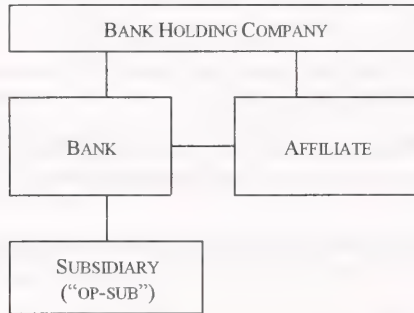 BANK HOLDING COMPANY
BANK
AFFILIATE
SUBSIDIARY
("OP-SUB")